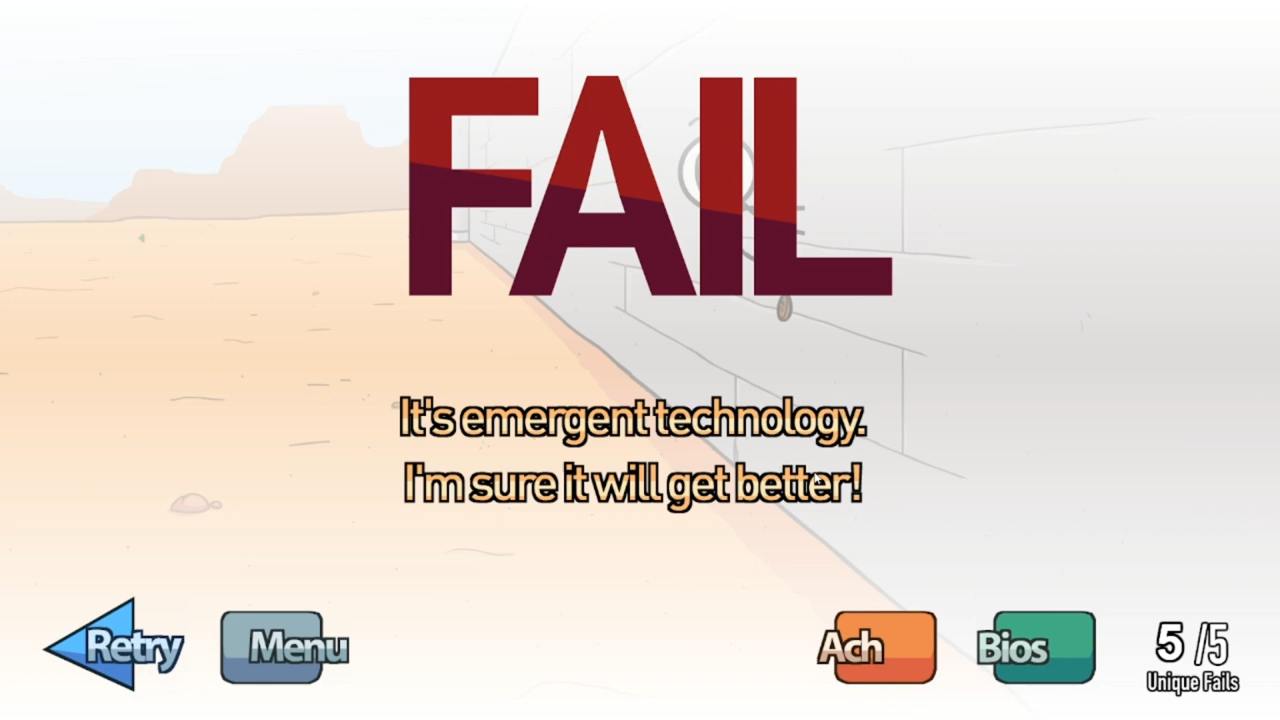 FAIL
It's emergent technology.
I'm sure it will get better!
Retry
Menu
Ach
Bios
5/5
Unique Fails